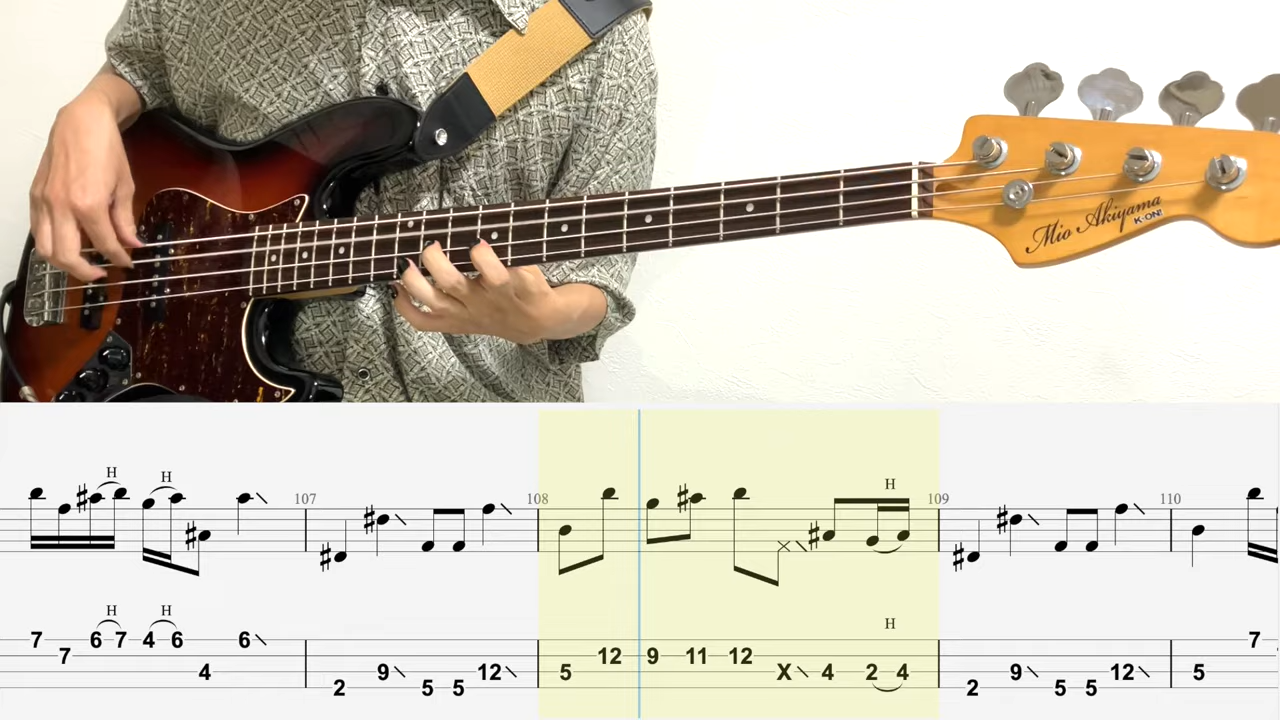 Mio Akiyama
K-ON!
H H H
107 108 109 110
H H H
7 6 7 4 6 6 7
7 12 9 11 12
4 9 12 5 X 4 2 4 9 12 5
2 5 5 2 5 5